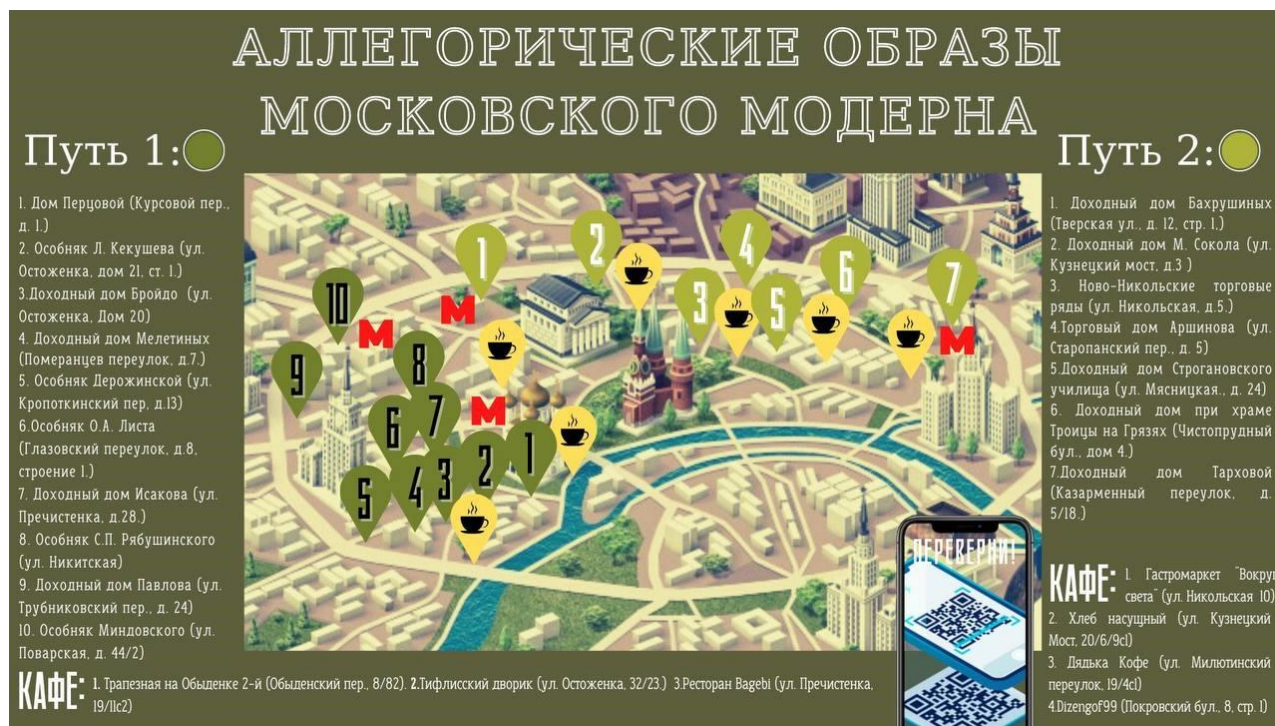 АЛЛЕГОРИЧЕСКИЕ ОБРАЗЫ
МОСКОВСКОГО МОДЕРНА
Путь 1:
1. Дом Перцовой (Курсовой пер.,
д. 1.)
2. Особняк Л. Кекушева (ул.
Остоженка, дом 21, ст. 1.)
3.Доходный дом Бройдо (ул.
Остоженка, Дом 20)
4. Доходный дом Мелетиных
(Померанцев переулок, д.7.)
5. Особняк Дерожинской (ул.
Кропоткинский пер, д.13)
6.Особняк О.А. Листа
(Глазовский переулок, д.8,
строение 1.)
7. Доходный дом Исакова (ул.
Пречистенка, д.28.)
8. Особняк С.П. Рябушинского
(ул. Никитская)
9. Доходный дом Павлова (ул.
Трубниковский пер., д. 24)
10. Особняк Миндовского (ул.
Поварская, д. 44/2)
КАФЕ: 1. Трапезная на Обыденке 2-й (Обыденский пер., 8/82). 2.Тифлисский дворик (ул. Остоженка, 32/23.) 3.Ресторан Bagebi (ул. Пречистенка,
19/11с2)
1
2
4
6
7
3
5
10
М
М
М
9
8
7
6
М
1
2
3
4
5
ПЕРЕВЕРНИ!
Путь 2:
1. Доходный дом Бахрушиных
(Тверская ул., д. 12, стр. 1,)
2. Доходный дом М. Сокола (ул.
Кузнецкий мост, д.3 )
3. Ново-Никольские торговые
ряды (ул. Никольская, д.5.)
4.Торговый дом Аршинова (ул.
Старопанский пер., д. 5)
5.Доходный дом Строгановского
училища (ул. Мясницкая., д. 24)
6. Доходный дом при храме
Троицы на Грязях (Чистопрудный
бул., дом 4.)
7.Доходный дом Тарховой
(Казарменный переулок, д.
5/18.)
КАФЕ: 1. Гастромаркет "Вокруг
света" (ул. Никольская 10)
2. Хлеб насущный (ул. Кузнецкий
Мост, 20/6/9с1)
3. Дядька Кофе (ул. Милютинский
переулок, 19/4с1)
4.Dizengof99 (Покровский бул., 8, стр. 1)